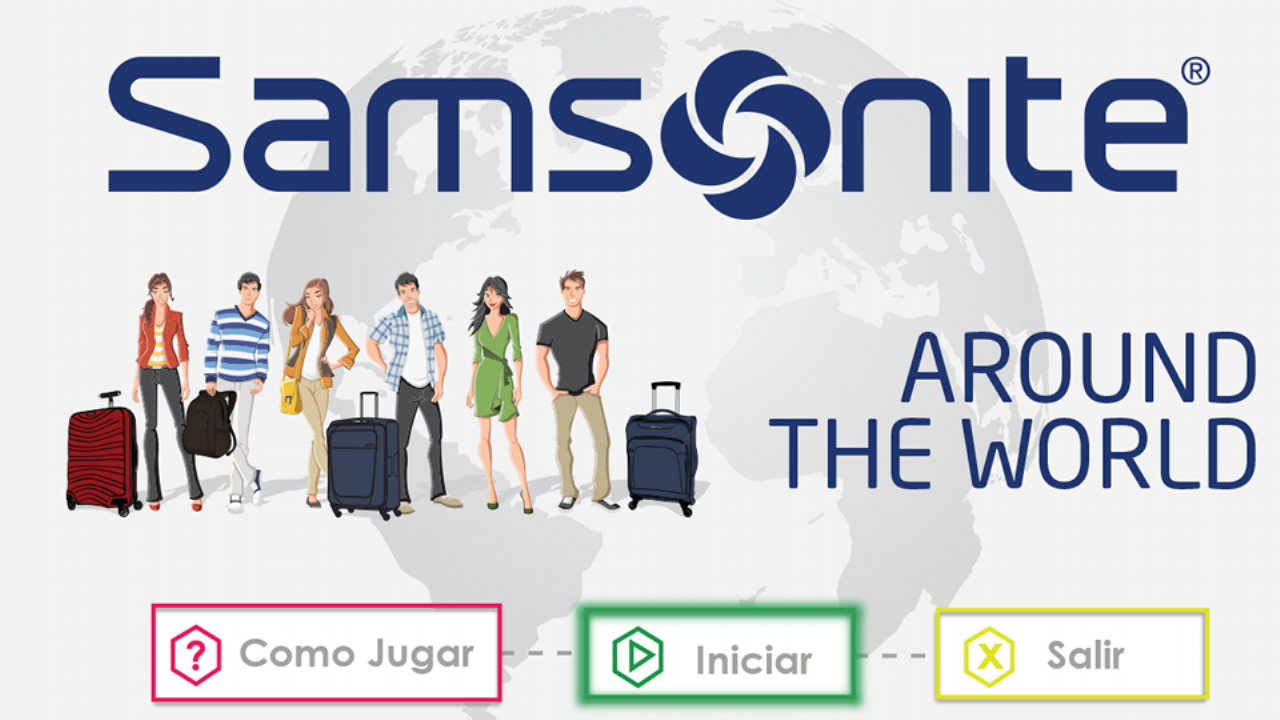 Samsonite®
AROUND
THE WORLD
? Como Jugar
Iniciar
X Salir